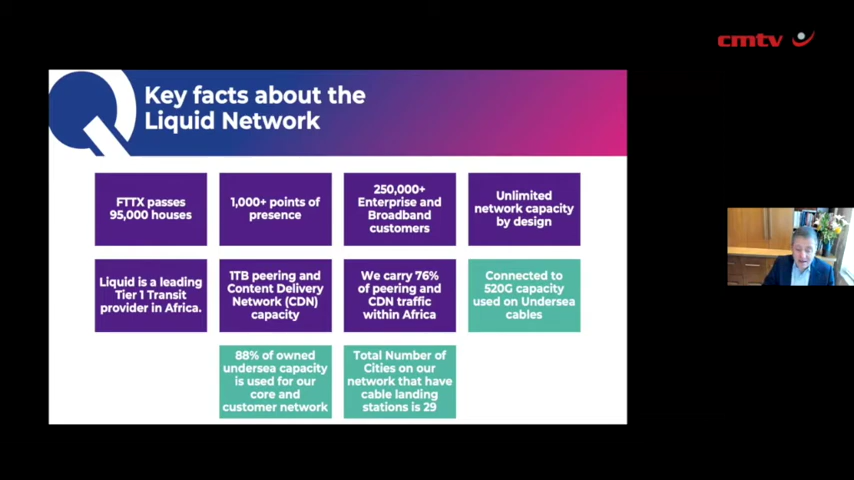 cmtv
Key facts about the
Liquid Network
FTTX passes
95,000 houses
1,000+ points of
presence
250,000+
Enterprise and
Broadband
customers
Unlimited
network capacity
by design
Liquid is a leading
Tier 1 Transit
provider in Africa.
1TB peering and
Content Delivery
Network (CDN)
capacity
We carry 76%
of peering and
CDN traffic
within Africa
Connected to
520G capacity
used on Undersea
cables
88% of owned
undersea capacity
is used for our
core and
customer network
Total Number of
Cities on our
network that have
cable landing
stations is 29